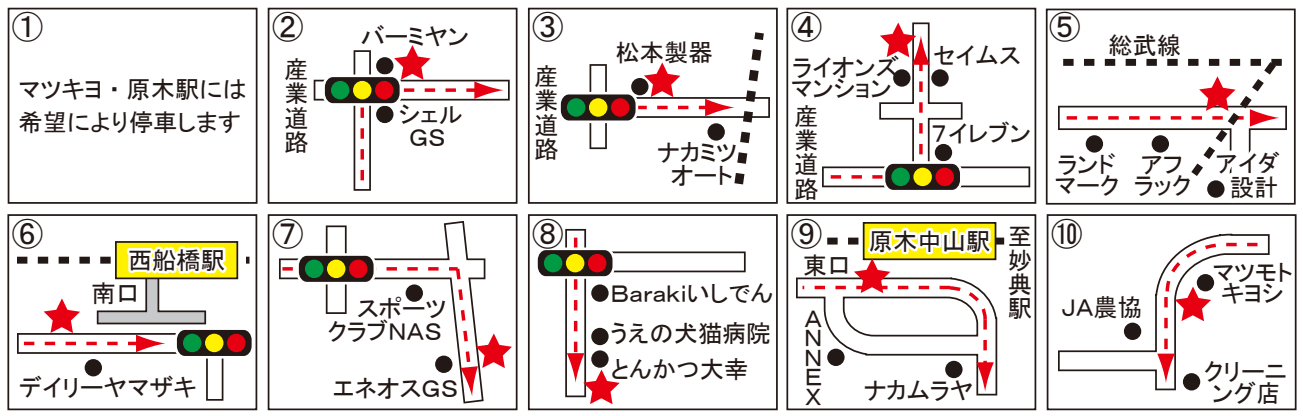 ①
マツキヨ・原木駅には
希望により停車します
②
バーミヤン
産業道路
シェル
GS
③
松本製器
産業道路
ナカミツ
オート
④
セイムス
ライオンズ
マンション
産業道路
7イレブン
⑤
総武線
ランド
マーク
アフ
ラック
アイダ
設計
⑥
西船橋駅
南口
デイリーヤマザキ
⑦
スポーツ
クラブNAS
エネオスGS
⑧
Barakiいしでん
うえの犬猫病院
とんかつ大幸
⑨
原木中山駅
至妙典駅
東口
ANNEX
ナカムラヤ
⑩
マツモト
キヨシ
JA農協
クリーニ
ング店